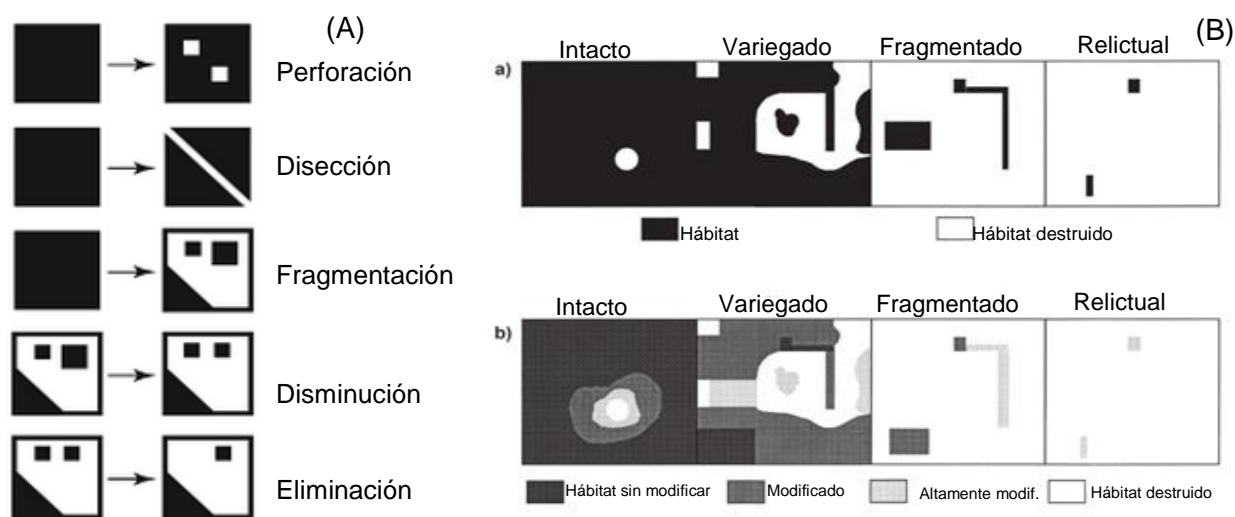 (A)
Perforación
Disección
Fragmentación
Disminución
Eliminación
(B)
Intacto Variegado Fragmentado Relictual
a)
Hábitat Hábitat destruido
Intacto Variegado Fragmentado Relictual
b)
Hábitat sin modificar Modificado Altamente modif. Hábitat destruido